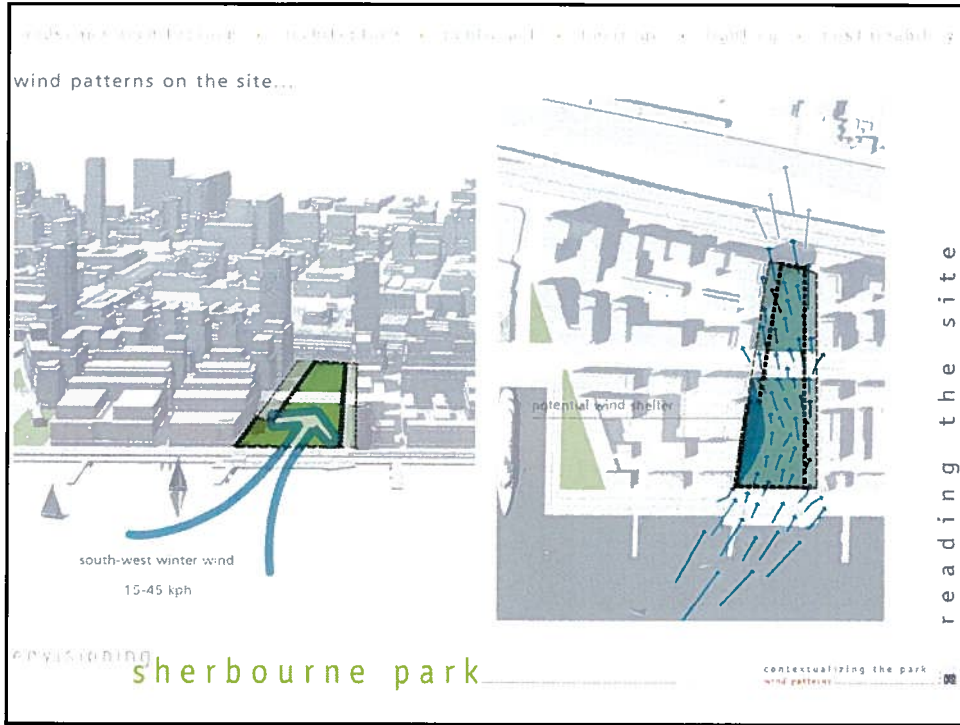 wind patterns on the site...
potential wind shelter
south-west winter wind
15-45 kph
reading the site
envisioning
sherbourne park
contextualizing the park
wind patterns